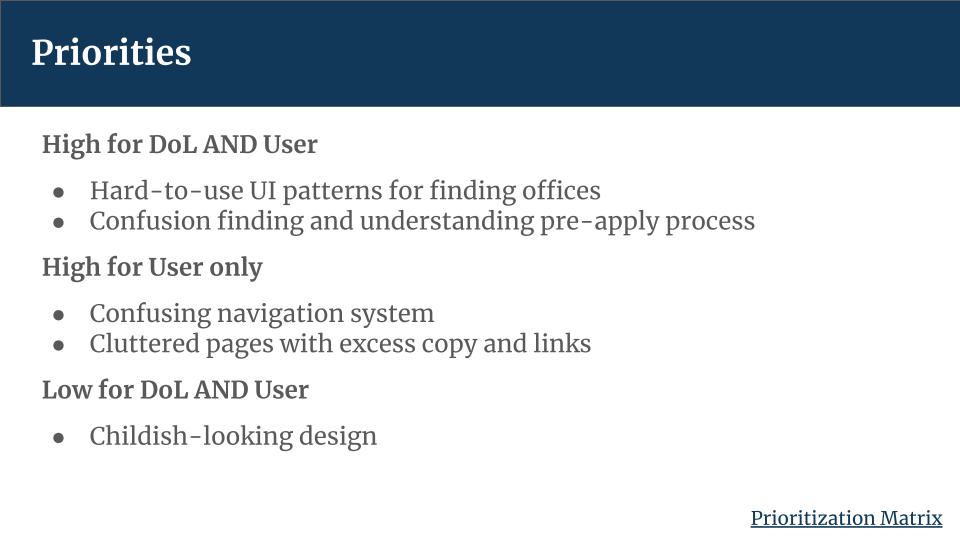 Priorities
High for DoL AND User
● Hard-to-use UI patterns for finding offices
● Confusion finding and understanding pre-apply process
High for User only
● Confusing navigation system
● Cluttered pages with excess copy and links
Low for DoL AND User
● Childish-looking design
Prioritization Matrix